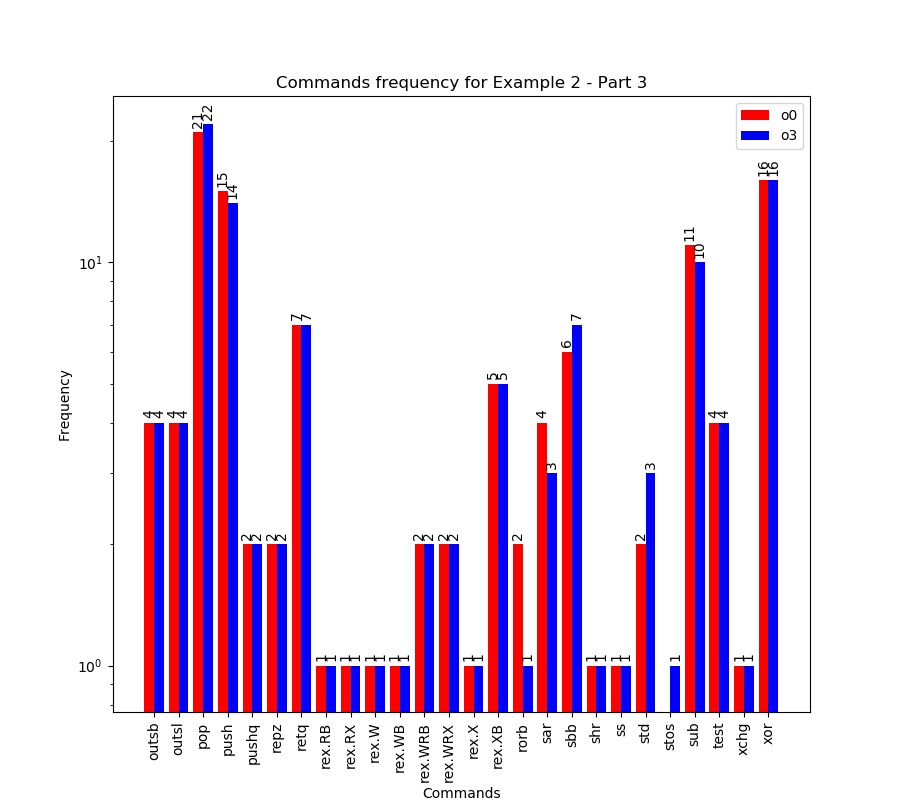 Commands frequency for Example 2 - Part 3
o0
o3
Frequency
10¹
10⁰
4 4 4 4 21 22 15 14 2 2 2 2 7 7 1 1 1 1 1 1 1 1 2 2 2 2 1 1 5 5 2 1 4 3 6 7 1 1 1 1 2 3 1 11 10 4 4 1 1 16 16
outsb outsl pop push pushq repz retq rex.RB rex.RX rex.W rex.WB rex.WRB rex.WRX rex.X rex.XB rorb sar sbb shr ss std stos sub test xchg xor
Commands